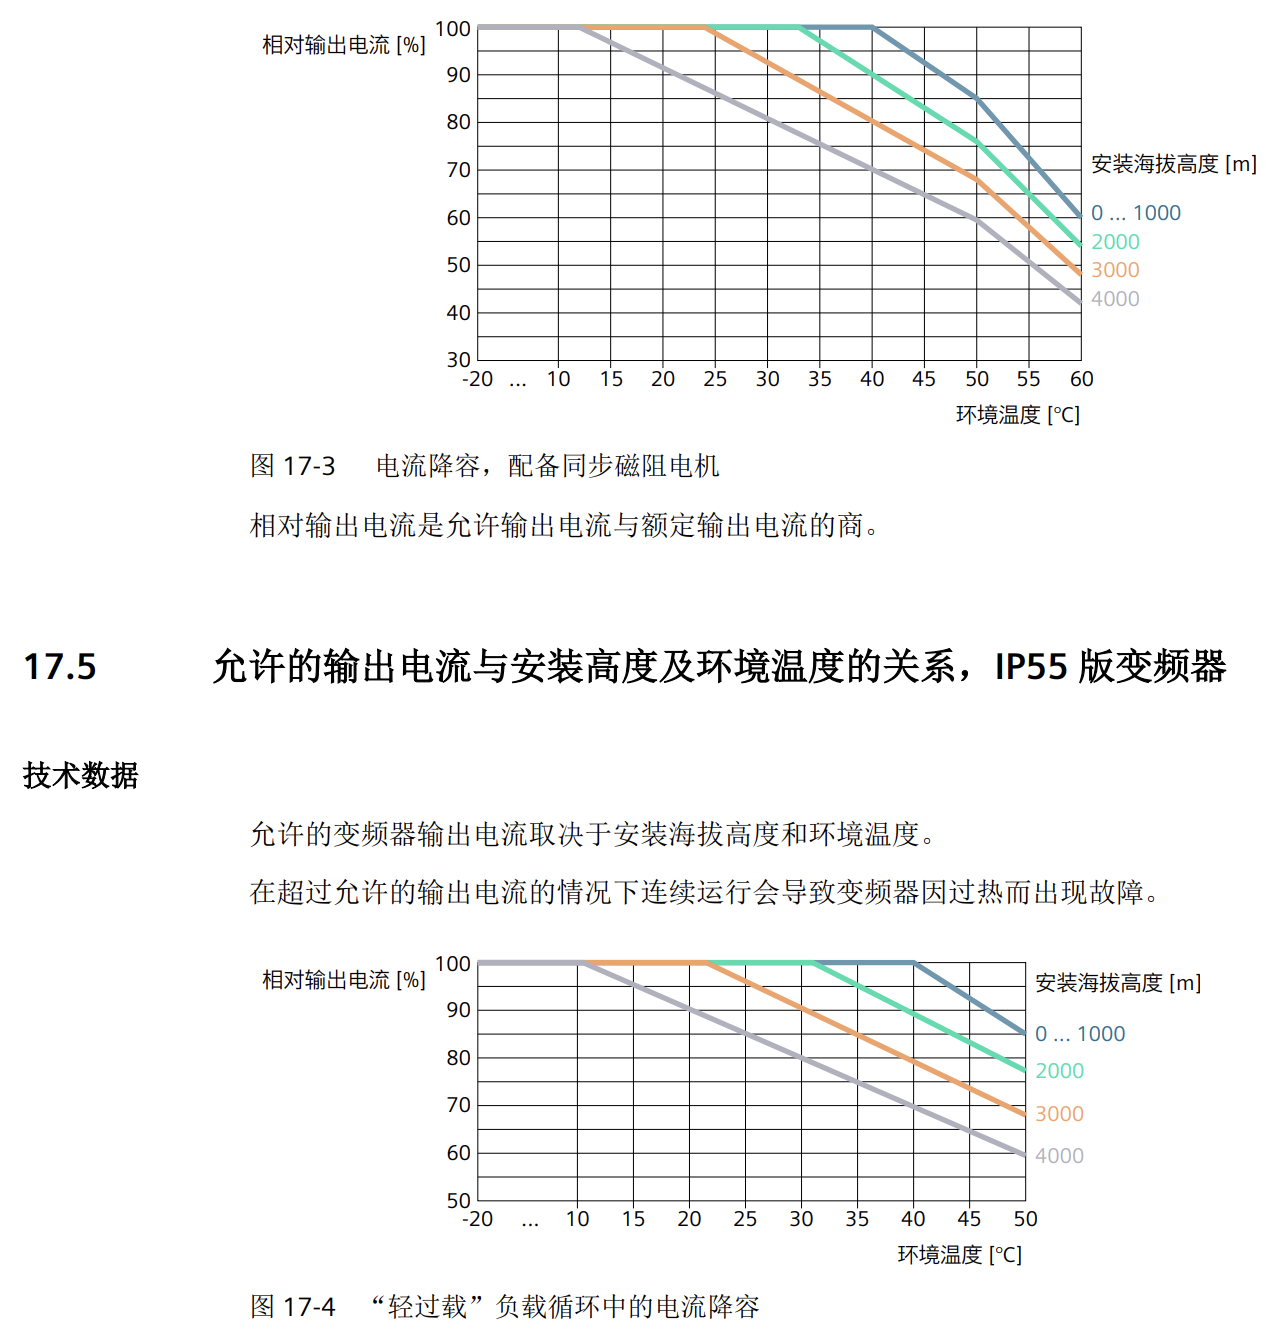 相对输出电流 [%]
100
90
80
70
60
50
40
30
-20 ... 10 15 20 25 30 35 40 45 50 55 60
环境温度 [°C]
安装海拔高度 [m]
0 ... 1000
2000
3000
4000
图 17-3 电流降容，配备同步磁阻电机
相对输出电流是允许输出电流与额定输出电流的商。
17.5 允许的输出电流与安装高度及环境温度的关系，IP55 版变频器
技术数据
允许的变频器输出电流取决于安装海拔高度和环境温度。
在超过允许的输出电流的情况下连续运行会导致变频器因过热而出现故障。
相对输出电流 [%]
100
90
80
70
60
50
-20 ... 10 15 20 25 30 35 40 45 50
环境温度 [°C]
安装海拔高度 [m]
0 ... 1000
2000
3000
4000
图 17-4 “轻过载”负载循环中的电流降容